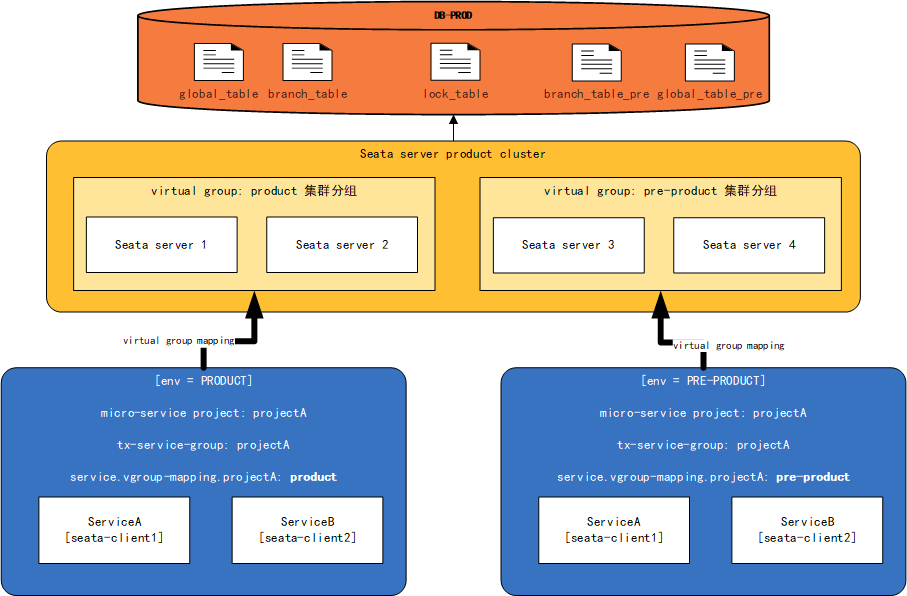 DB-PROD
global_table
branch_table
lock_table
branch_table_pre
global_table_pre
Seata server product cluster
virtual group: product 集群分组
Seata server 1
Seata server 2
virtual group: pre-product 集群分组
Seata server 3
Seata server 4
virtual group mapping
virtual group mapping
[env = PRODUCT]
micro-service project: projectA
tx-service-group: projectA
service.vgroup-mapping.projectA: product
ServiceA
[seata-client1]
ServiceB
[seata-client2]
[env = PRE-PRODUCT]
micro-service project: projectA
tx-service-group: projectA
service.vgroup-mapping.projectA: pre-product
ServiceA
[seata-client1]
ServiceB
[seata-client2]